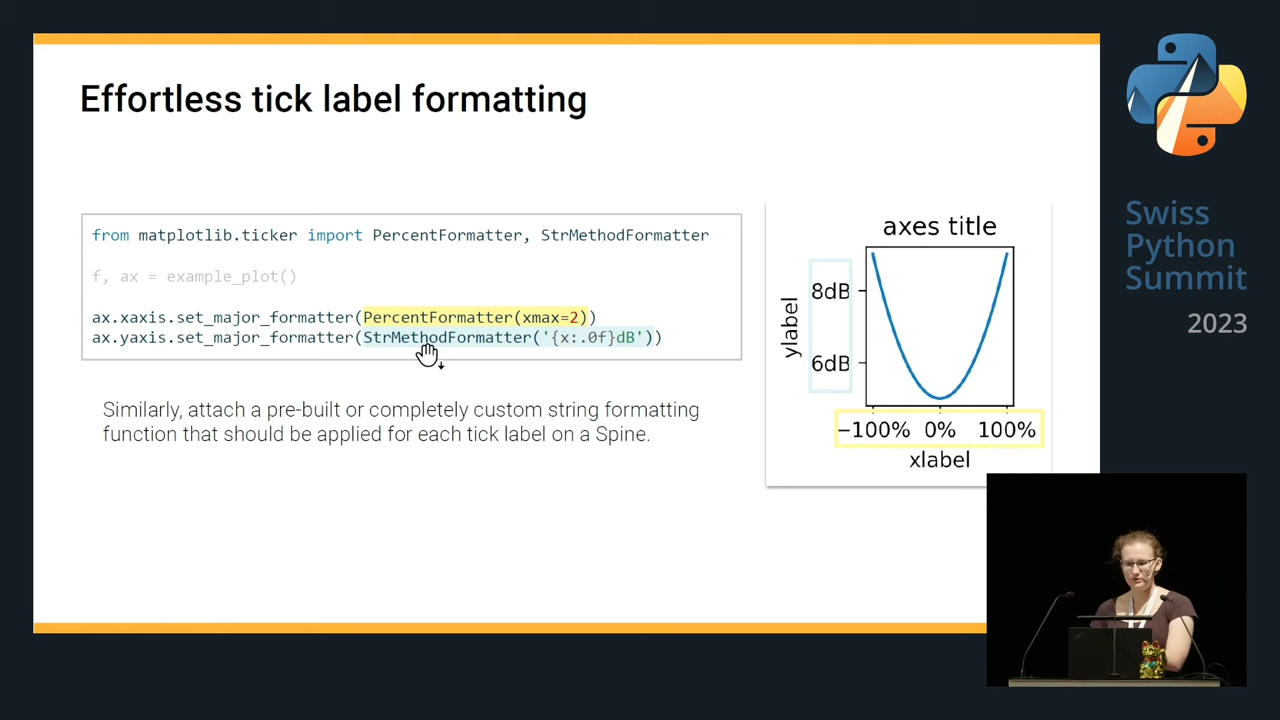 Effortless tick label formatting
from matplotlib.ticker import PercentFormatter, StrMethodFormatter
f, ax = example_plot()
ax.xaxis.set_major_formatter(PercentFormatter(xmax=2))
ax.yaxis.set_major_formatter(StrMethodFormatter('{x:.0f}dB'))
Similarly, attach a pre-built or completely custom string formatting
function that should be applied for each tick label on a Spine.
axes title
8dB
6dB
ylabel
−100% 0% 100%
xlabel
Swiss
Python
Summit
2023